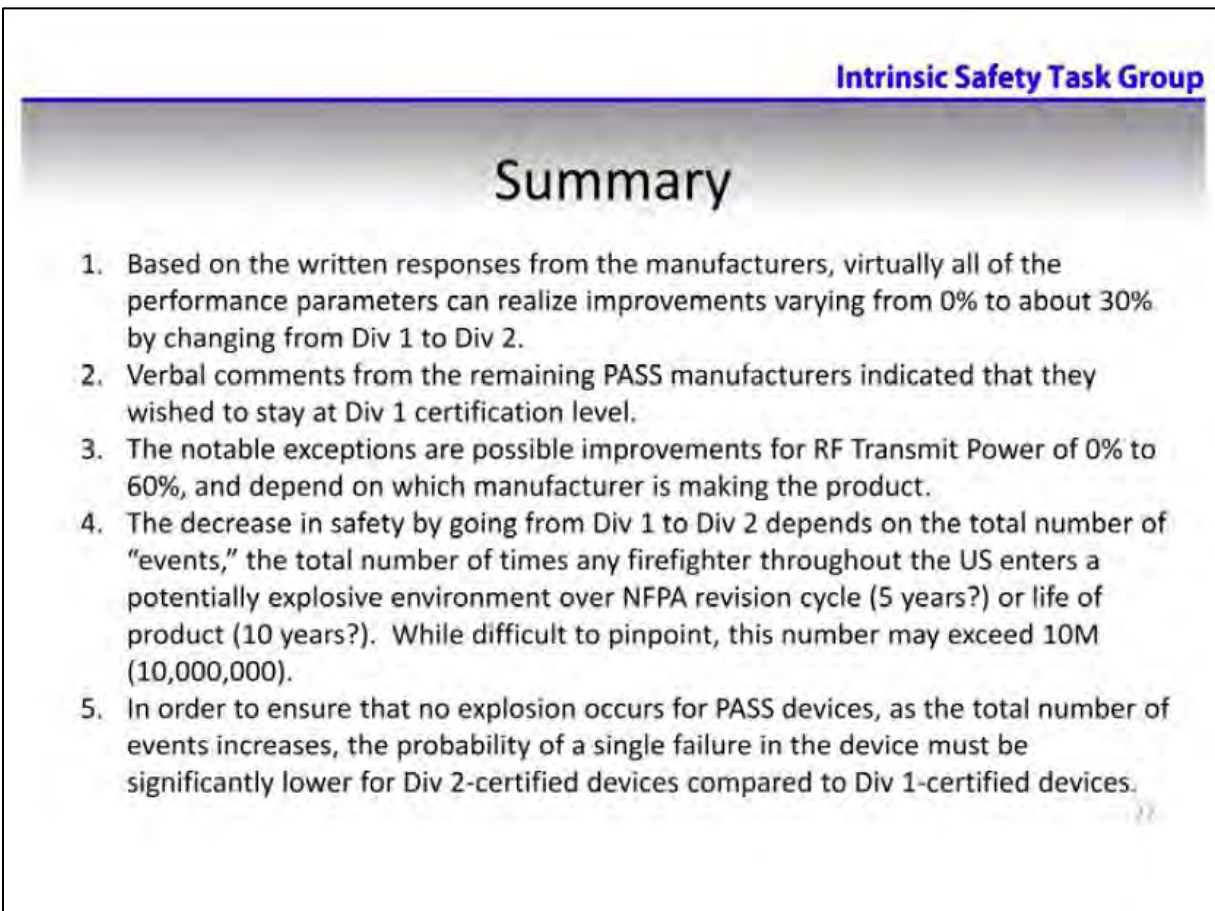 Intrinsic Safety Task Group
Summary
1. Based on the written responses from the manufacturers, virtually all of the
performance parameters can realize improvements varying from 0% to about 30%
by changing from Div 1 to Div 2.
2. Verbal comments from the remaining PASS manufacturers indicated that they
wished to stay at Div 1 certification level.
3. The notable exceptions are possible improvements for RF Transmit Power of 0% to
60%, and depend on which manufacturer is making the product.
4. The decrease in safety by going from Div 1 to Div 2 depends on the total number of
“events,” the total number of times any firefighter throughout the US enters a
potentially explosive environment over NFPA revision cycle (5 years?) or life of
product (10 years?). While difficult to pinpoint, this number may exceed 10M
(10,000,000).
5. In order to ensure that no explosion occurs for PASS devices, as the total number of
events increases, the probability of a single failure in the device must be
significantly lower for Div 2-certified devices compared to Div 1-certified devices.